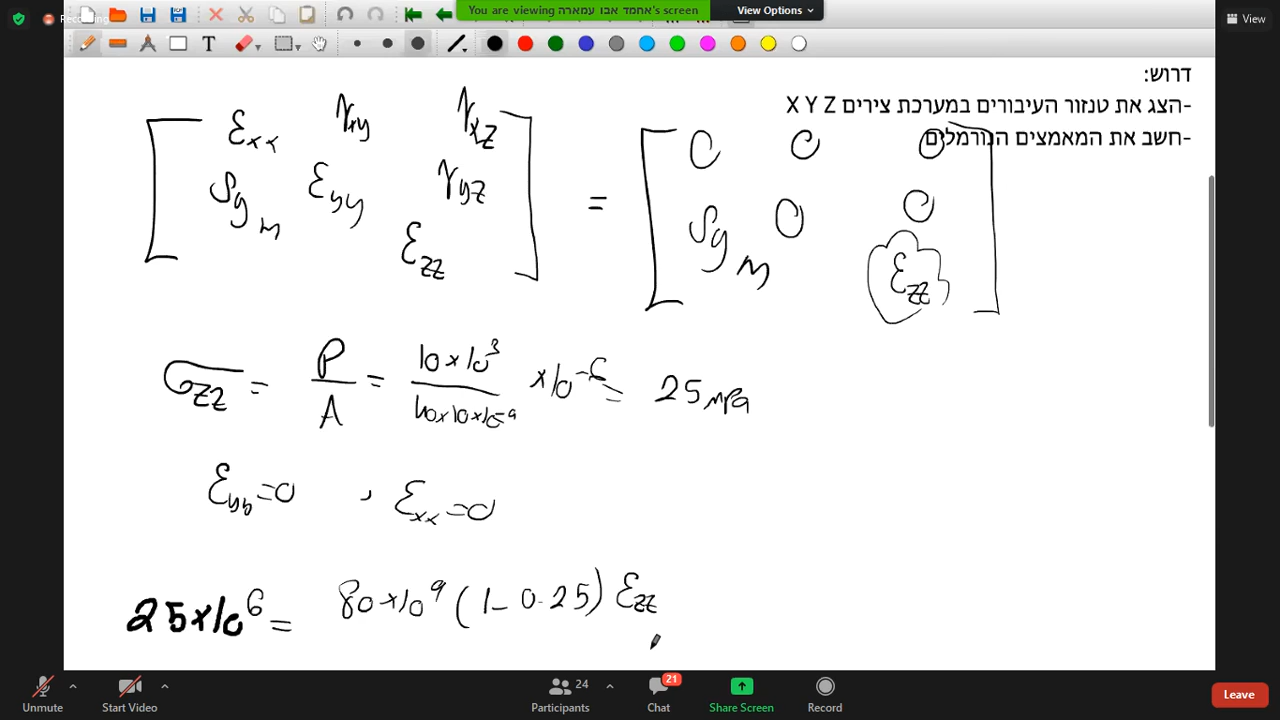 Recording
You are viewing אחמד אבו עמארה's screen
View Options
View
T
דרוש:
-הצג את טנזור העיבורים במערכת צירים X Y Z
-חשב את המאמצים הנורמלים
εxx γxy γxz
Sym εyy γyz
εzz
=
0 0 0
Sym 0 0
εzz
σzz = P/A = 10×10³ / 40×10×10⁻⁹ ×10⁻⁶ = 25 mpa
εyy=0 , εxx=0
25×10⁶ = 80×10⁹ (1-0.25) εzz
Unmute
Start Video
24
Participants
21
Chat
Share Screen
Record
Leave